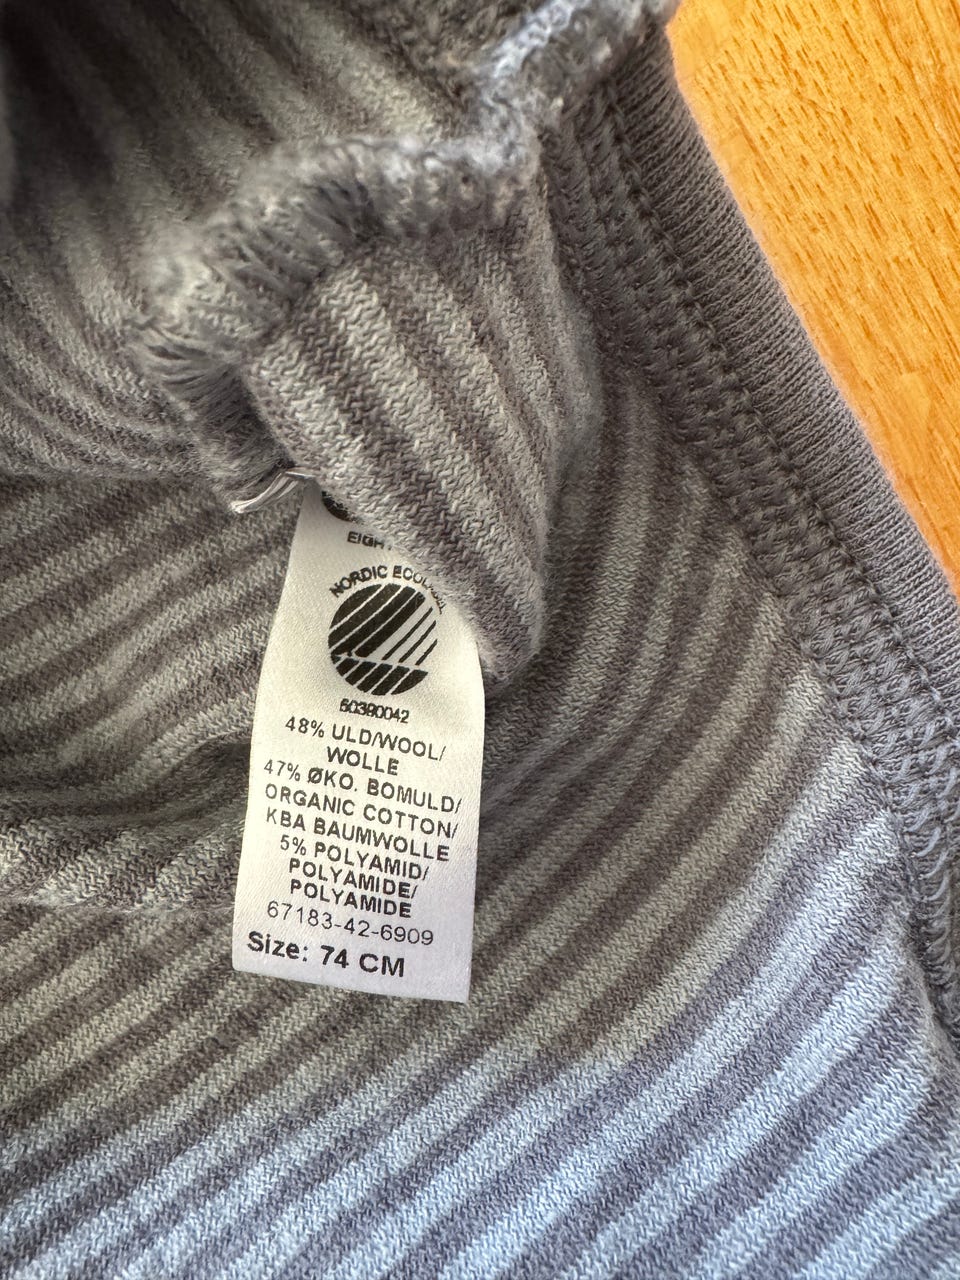 NORDIC ECOLABEL
50390042
48% ULD/WOOL/
WOLLE
47% ØKO. BOMULD/
ORGANIC COTTON/
KBA BAUMWOLLE
5% POLYAMID/
POLYAMIDE/
POLYAMIDE
67183-42-6909
Size: 74 CM